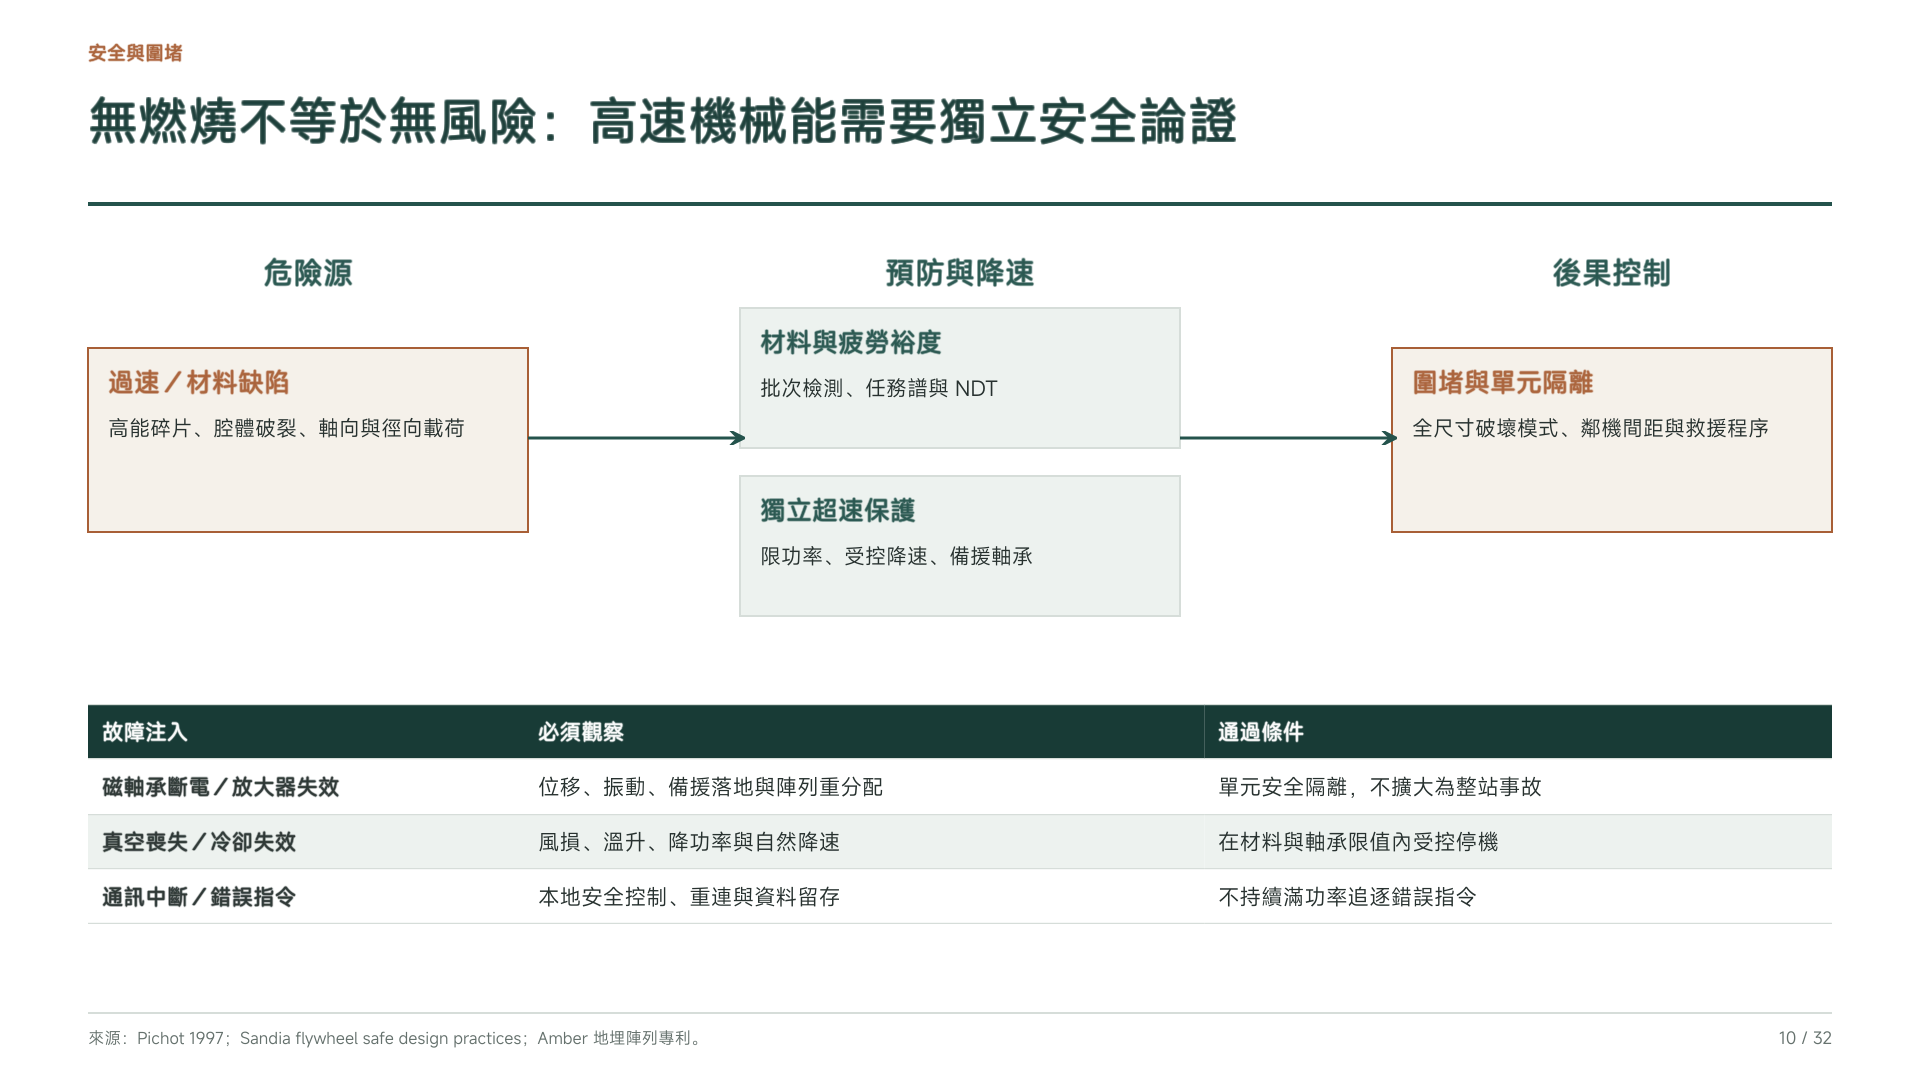 安全與圍堵
無燃燒不等於無風險：高速機械能需要獨立安全論證
危險源
過速／材料缺陷
高能碎片、腔體破裂、軸向與徑向載荷
預防與降速
材料與疲勞裕度
批次檢測、任務譜與 NDT
獨立超速保護
限功率、受控降速、備援軸承
後果控制
圍堵與單元隔離
全尺寸破壞模式、鄰機間距與救援程序
故障注入 必須觀察 通過條件
磁軸承斷電／放大器失效 位移、振動、備援落地與陣列重分配 單元安全隔離，不擴大為整站事故
真空喪失／冷卻失效 風損、溫升、降功率與自然降速 在材料與軸承限值內受控停機
通訊中斷／錯誤指令 本地安全控制、重連與資料留存 不持續滿功率追逐錯誤指令
來源：Pichot 1997；Sandia flywheel safe design practices；Amber 地埋陣列專利。
10 / 32